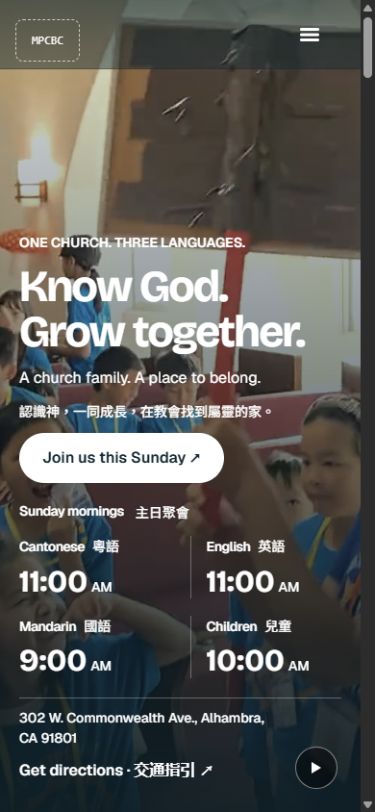 MPCBC
ONE CHURCH. THREE LANGUAGES.
Know God.
Grow together.
A church family. A place to belong.
認識神，一同成長，在教會找到屬靈的家。
Join us this Sunday ↗
Sunday mornings 主日聚會
Cantonese 粵語
11:00 AM
English 英語
11:00 AM
Mandarin 國語
9:00 AM
Children 兒童
10:00 AM
302 W. Commonwealth Ave., Alhambra,
CA 91801
Get directions · 交通指引 ↗